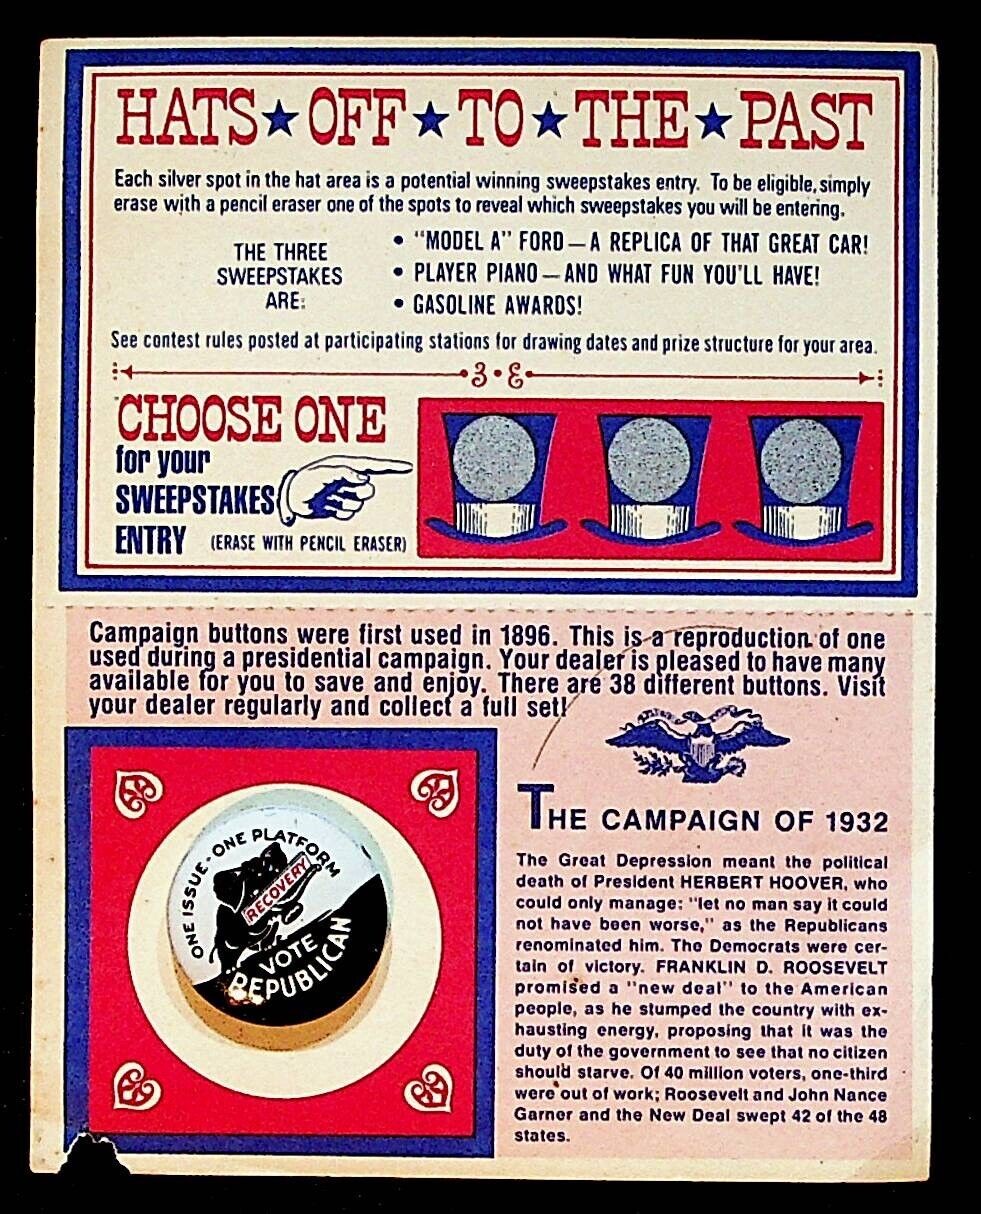 HATS★OFF★TO★THE★PAST
Each silver spot in the hat area is a potential winning sweepstakes entry. To be eligible, simply
erase with a pencil eraser one of the spots to reveal which sweepstakes you will be entering.
THE THREE
SWEEPSTAKES
ARE:
• "MODEL A" FORD — A REPLICA OF THAT GREAT CAR!
• PLAYER PIANO — AND WHAT FUN YOU'LL HAVE!
• GASOLINE AWARDS!
See contest rules posted at participating stations for drawing dates and prize structure for your area.
CHOOSE ONE
for your
SWEEPSTAKES
ENTRY (ERASE WITH PENCIL ERASER)
Campaign buttons were first used in 1896. This is a reproduction of one
used during a presidential campaign. Your dealer is pleased to have many
available for you to save and enjoy. There are 38 different buttons. Visit
your dealer regularly and collect a full set!
ONE ISSUE · ONE PLATFORM
RECOVERY
VOTE
REPUBLICAN
THE CAMPAIGN OF 1932
The Great Depression meant the political
death of President HERBERT HOOVER, who
could only manage: "let no man say it could
not have been worse," as the Republicans
renominated him. The Democrats were cer-
tain of victory. FRANKLIN D. ROOSEVELT
promised a "new deal" to the American
people, as he stumped the country with ex-
hausting energy, proposing that it was the
duty of the government to see that no citizen
should starve. Of 40 million voters, one-third
were out of work; Roosevelt and John Nance
Garner and the New Deal swept 42 of the 48
states.